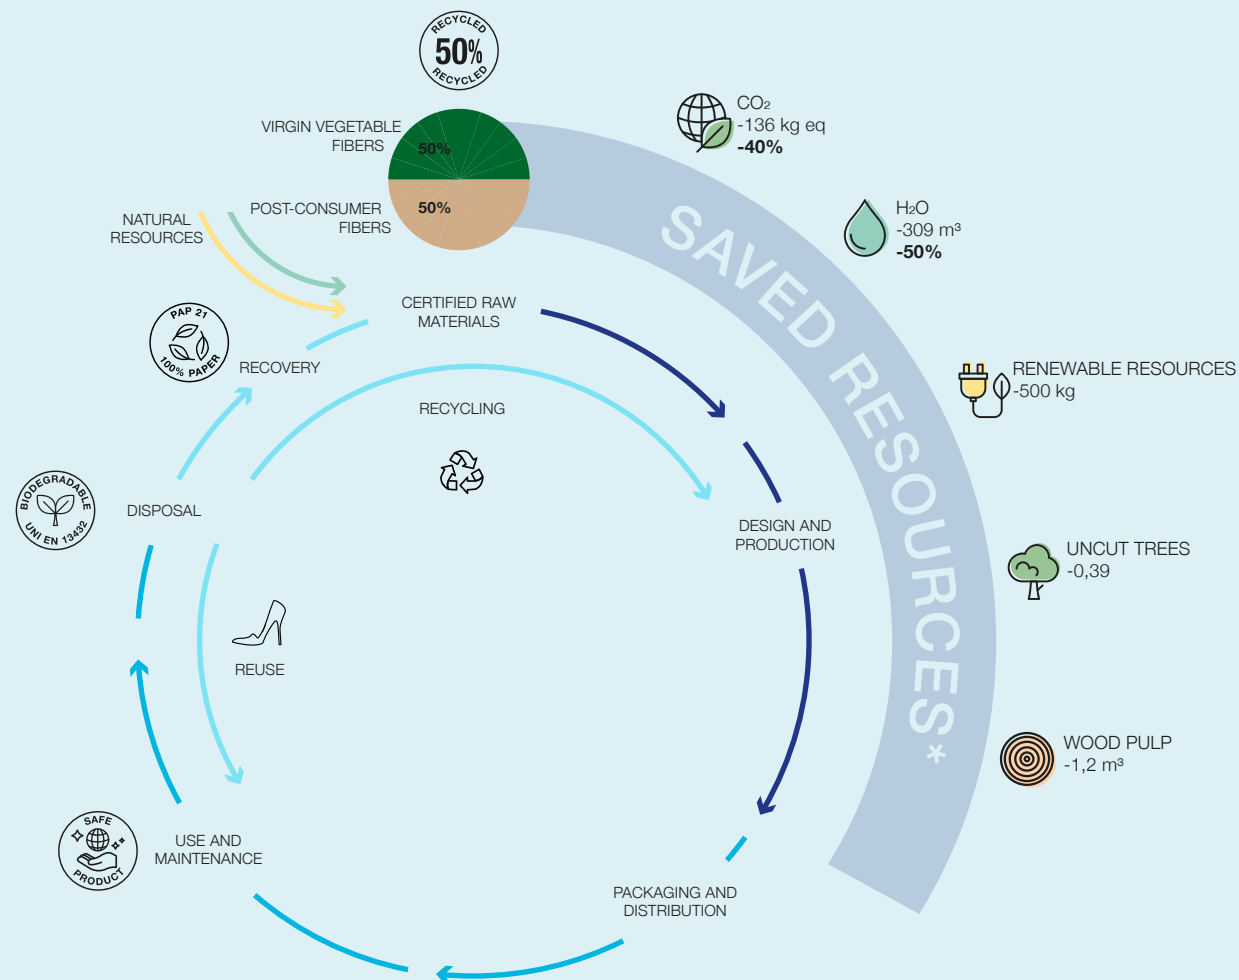 RECYCLED
50%
RECYCLED
VIRGIN VEGETABLE
FIBERS
50%
POST-CONSUMER
FIBERS
50%
CO₂
-136 kg eq
-40%
H₂O
-309 m³
-50%
NATURAL
RESOURCES
SAVED RESOURCES*
CERTIFIED RAW
MATERIALS
PAP 21
100% PAPER
RECOVERY
RENEWABLE RESOURCES
-500 kg
RECYCLING
BIODEGRADABLE
UNI EN 13432
DISPOSAL
DESIGN AND
PRODUCTION
UNCUT TREES
-0,39
REUSE
WOOD PULP
-1,2 m³
SAFE
PRODUCT
USE AND
MAINTENANCE
PACKAGING AND
DISTRIBUTION